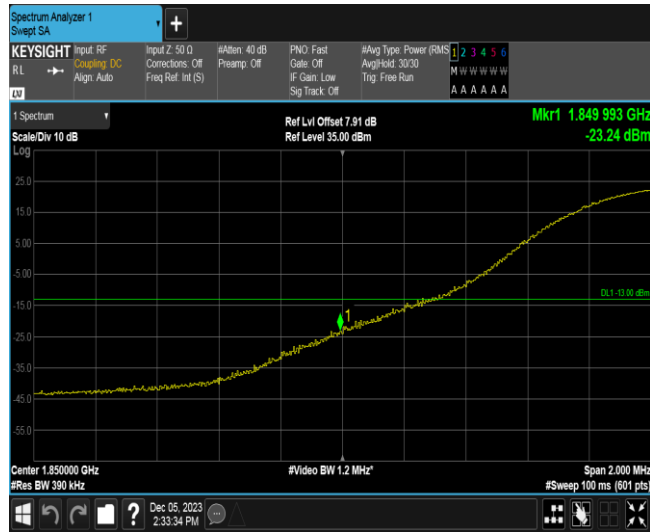 Spectrum Analyzer 1
Swept SA
+
KEYSIGHT
RL
LXI
Input: RF
Coupling: DC
Align: Auto
Input Z: 50 Ω
Corrections: Off
Freq Ref: Int (S)
#Atten: 40 dB
Preamp: Off
PNO: Fast
Gate: Off
IF Gain: Low
Sig Track: Off
#Avg Type: Power (RMS
Avg|Hold: 30/30
Trig: Free Run
1 2 3 4 5 6
M W W W W W
A A A A A A
1 Spectrum
Scale/Div 10 dB
Log
Ref Lvl Offset 7.91 dB
Ref Level 35.00 dBm
Mkr1 1.849 993 GHz
-23.24 dBm
25.0
15.0
5.00
-5.00
DL1 -13.00 dBm
-15.0
1
-25.0
-35.0
-45.0
-55.0
Center 1.850000 GHz
#Video BW 1.2 MHz*
Span 2.000 MHz
#Res BW 390 kHz
#Sweep 100 ms (601 pts)
?
Dec 05, 2023
2:33:34 PM